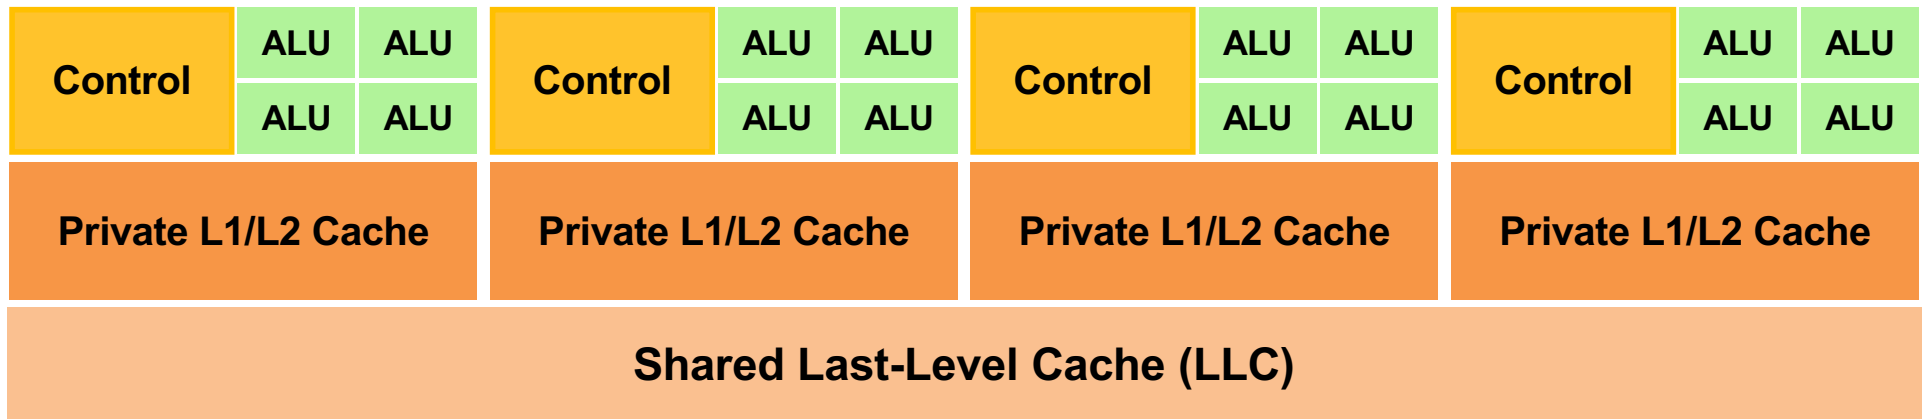 ALU ALU ALU ALU ALU ALU ALU ALU
Control Control Control Control
ALU ALU ALU ALU ALU ALU ALU ALU
Private L1/L2 Cache Private L1/L2 Cache Private L1/L2 Cache Private L1/L2 Cache
Shared Last-Level Cache (LLC)